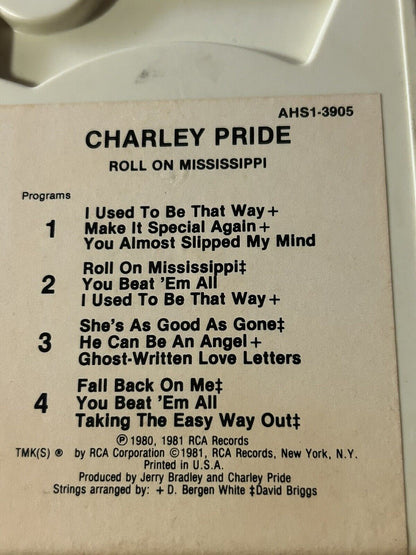 AHS1-3905
CHARLEY PRIDE
ROLL ON MISSISSIPPI
Programs
1
I Used To Be That Way+
Make It Special Again+
You Almost Slipped My Mind
2
Roll On Mississippi‡
You Beat 'Em All
I Used To Be That Way+
3
She's As Good As Gone‡
He Can Be An Angel+
Ghost-Written Love Letters
4
Fall Back On Me‡
You Beat 'Em All
Taking The Easy Way Out‡
Ⓟ 1980, 1981 RCA Records
TMK(S) ® by RCA Corporation ©1981, RCA Records, New York, N.Y.
Printed in U.S.A.
Produced by Jerry Bradley and Charley Pride
Strings arranged by: + D. Bergen White ‡David Briggs